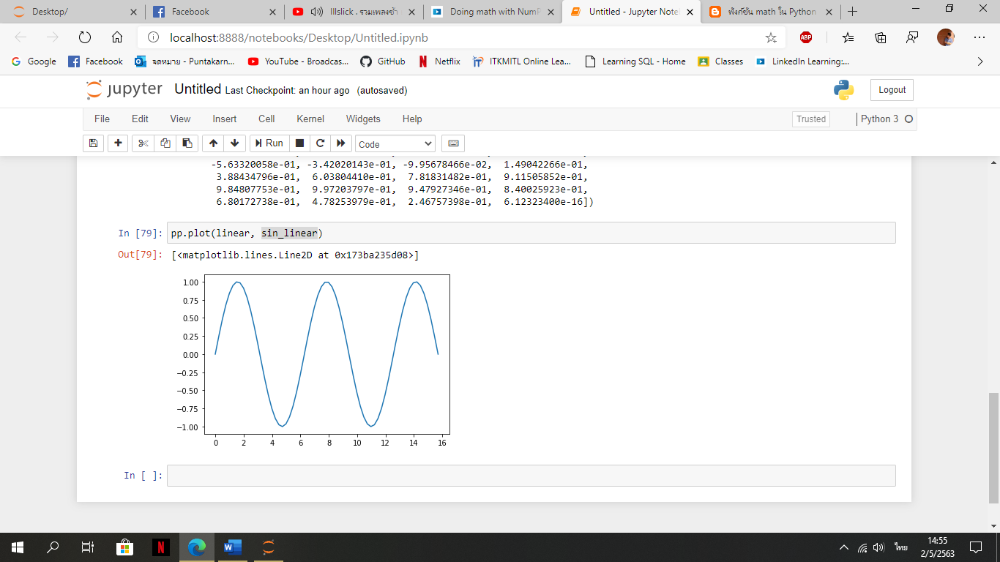 Desktop/
Facebook
Illslick . รวมเพลงช้า
Doing math with NumP
Untitled - Jupyter Note
ฟังก์ชัน math ใน Python
localhost:8888/notebooks/Desktop/Untitled.ipynb
ABP
Google
Facebook
จดหมาย - Puntakarn...
YouTube - Broadcas...
GitHub
Netflix
ITKMITL Online Lea...
Learning SQL - Home
Classes
LinkedIn Learning:...
jupyter Untitled Last Checkpoint: an hour ago (autosaved)
Logout
File Edit View Insert Cell Kernel Widgets Help
Trusted
Python 3
Run
Code
-5.63320058e-01, -3.42020143e-01, -9.95678466e-02, 1.49042266e-01,
3.88434796e-01, 6.03804410e-01, 7.81831482e-01, 9.11505852e-01,
9.84807753e-01, 9.97203797e-01, 9.47927346e-01, 8.40025923e-01,
6.80172738e-01, 4.78253979e-01, 2.46757398e-01, 6.12323400e-16])
In [79]: pp.plot(linear, sin_linear)
Out[79]: [<matplotlib.lines.Line2D at 0x173ba235d08>]
1.00
0.75
0.50
0.25
0.00
−0.25
−0.50
−0.75
−1.00
0 2 4 6 8 10 12 14 16
In [ ]:
ไทย
14:55
2/5/2563